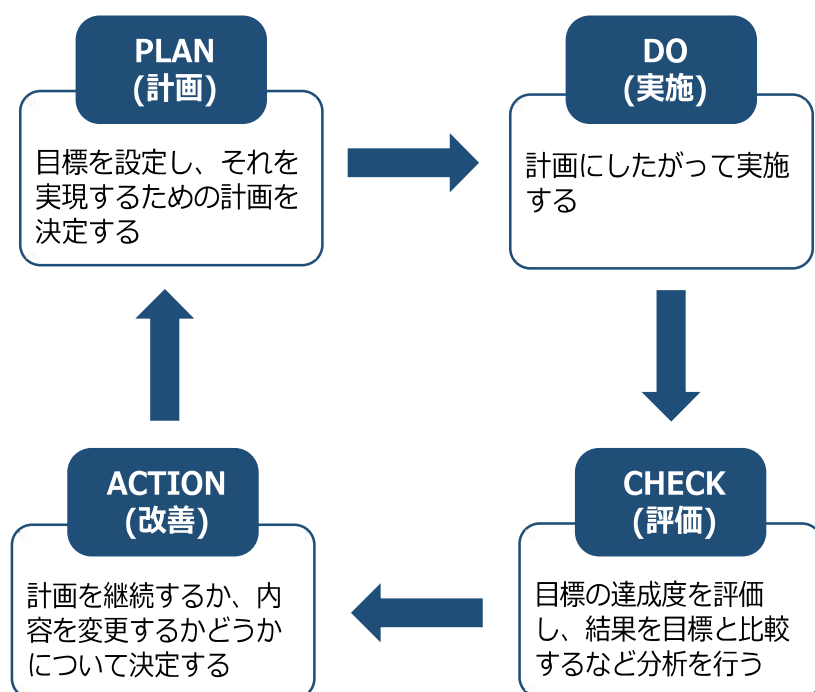 PLAN
(計画)
目標を設定し、それを
実現するための計画を
決定する
DO
(実施)
計画にしたがって実施
する
CHECK
(評価)
目標の達成度を評価
し、結果を目標と比較
するなど分析を行う
ACTION
(改善)
計画を継続するか、内
容を変更するかどうか
について決定する